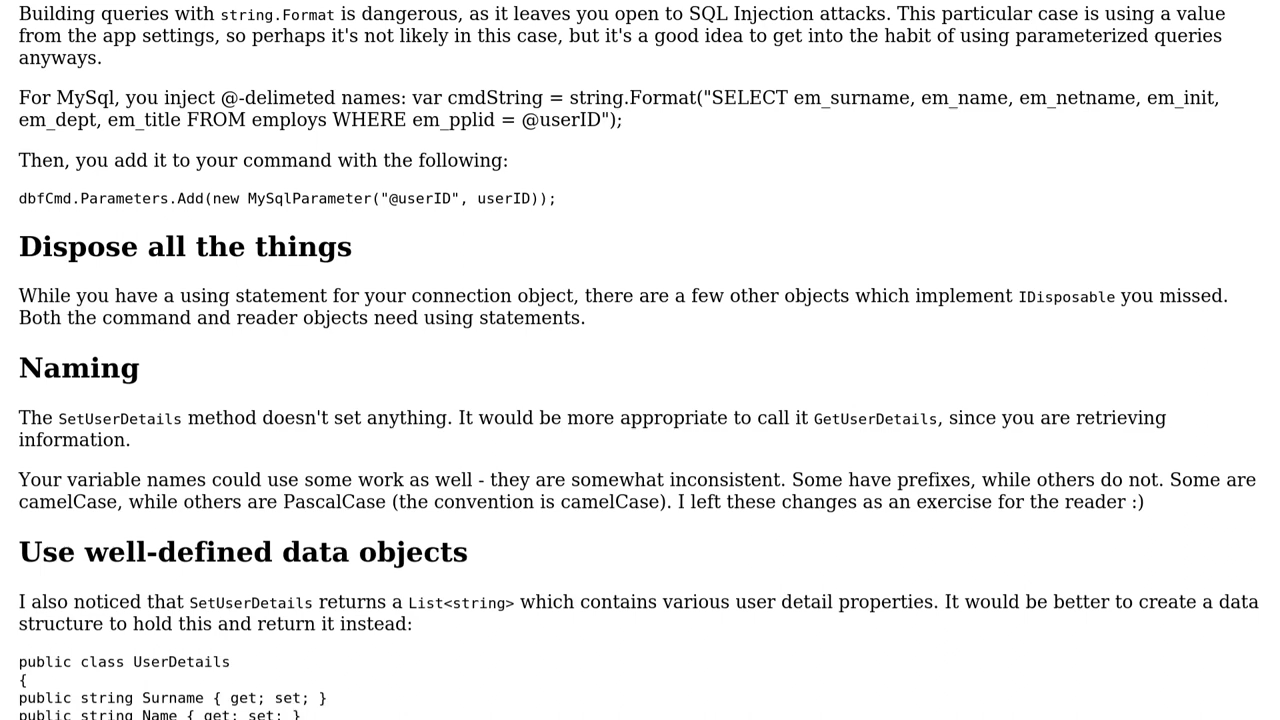 Building queries with string.Format is dangerous, as it leaves you open to SQL Injection attacks. This particular case is using a value
from the app settings, so perhaps it's not likely in this case, but it's a good idea to get into the habit of using parameterized queries
anyways.
For MySql, you inject @-delimeted names: var cmdString = string.Format("SELECT em_surname, em_name, em_netname, em_init,
em_dept, em_title FROM employs WHERE em_pplid = @userID");
Then, you add it to your command with the following:
dbfCmd.Parameters.Add(new MySqlParameter("@userID", userID));
Dispose all the things
While you have a using statement for your connection object, there are a few other objects which implement IDisposable you missed.
Both the command and reader objects need using statements.
Naming
The SetUserDetails method doesn't set anything. It would be more appropriate to call it GetUserDetails, since you are retrieving
information.
Your variable names could use some work as well - they are somewhat inconsistent. Some have prefixes, while others do not. Some are
camelCase, while others are PascalCase (the convention is camelCase). I left these changes as an exercise for the reader :)
Use well-defined data objects
I also noticed that SetUserDetails returns a List<string> which contains various user detail properties. It would be better to create a data
structure to hold this and return it instead:
public class UserDetails
{
public string Surname { get; set; }
public string Name { get; set; }